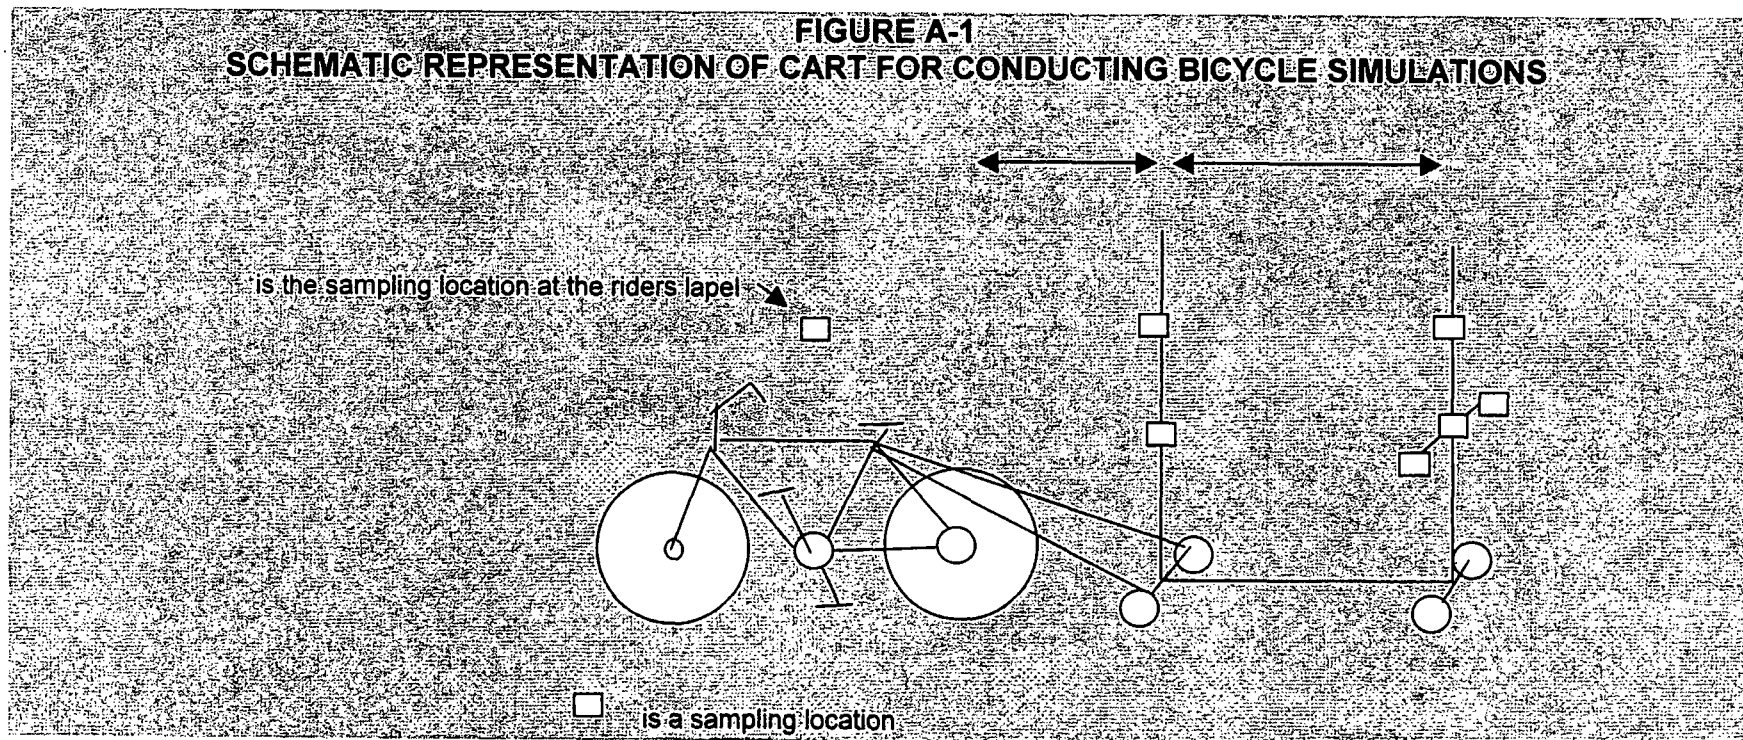 FIGURE A-1
SCHEMATIC REPRESENTATION OF CART FOR CONDUCTING BICYCLE SIMULATIONS
is the sampling location at the riders lapel
is a sampling location